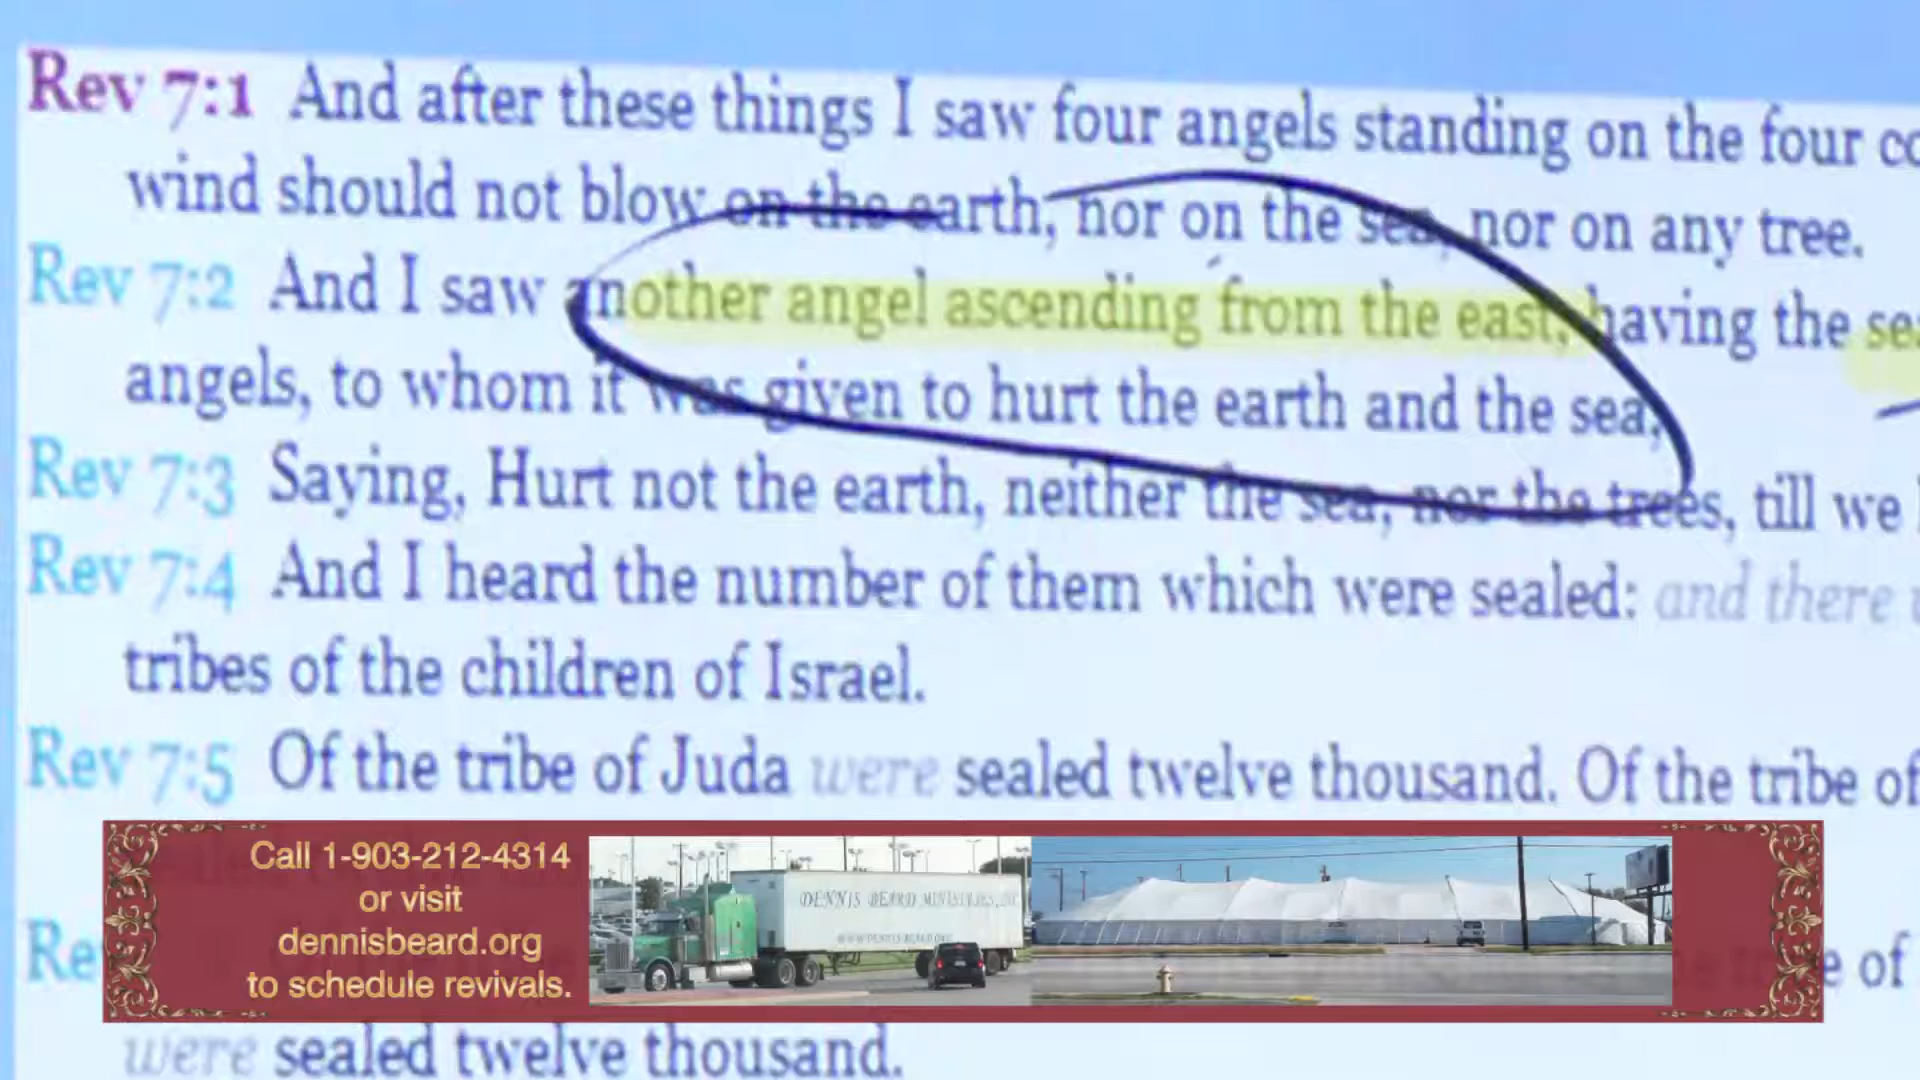 Rev 7:1 And after these things I saw four angels standing on the four
wind should not blow on the earth, nor on the sea, nor on any tree.
Rev 7:2 And I saw another angel ascending from the east, having the
angels, to whom it was given to hurt the earth and the sea,
Rev 7:3 Saying, Hurt not the earth, neither the sea, nor the trees, till we
Rev 7:4 And I heard the number of them which were sealed: and there
tribes of the children of Israel.
Rev 7:5 Of the tribe of Juda were sealed twelve thousand. Of the tribe of
Call 1-903-212-4314
or visit
dennisbeard.org
to schedule revivals.
DENNIS BEARD MINISTRIES, INC.
WWW.DENNISBEARD.ORG
of
were sealed twelve thousand.